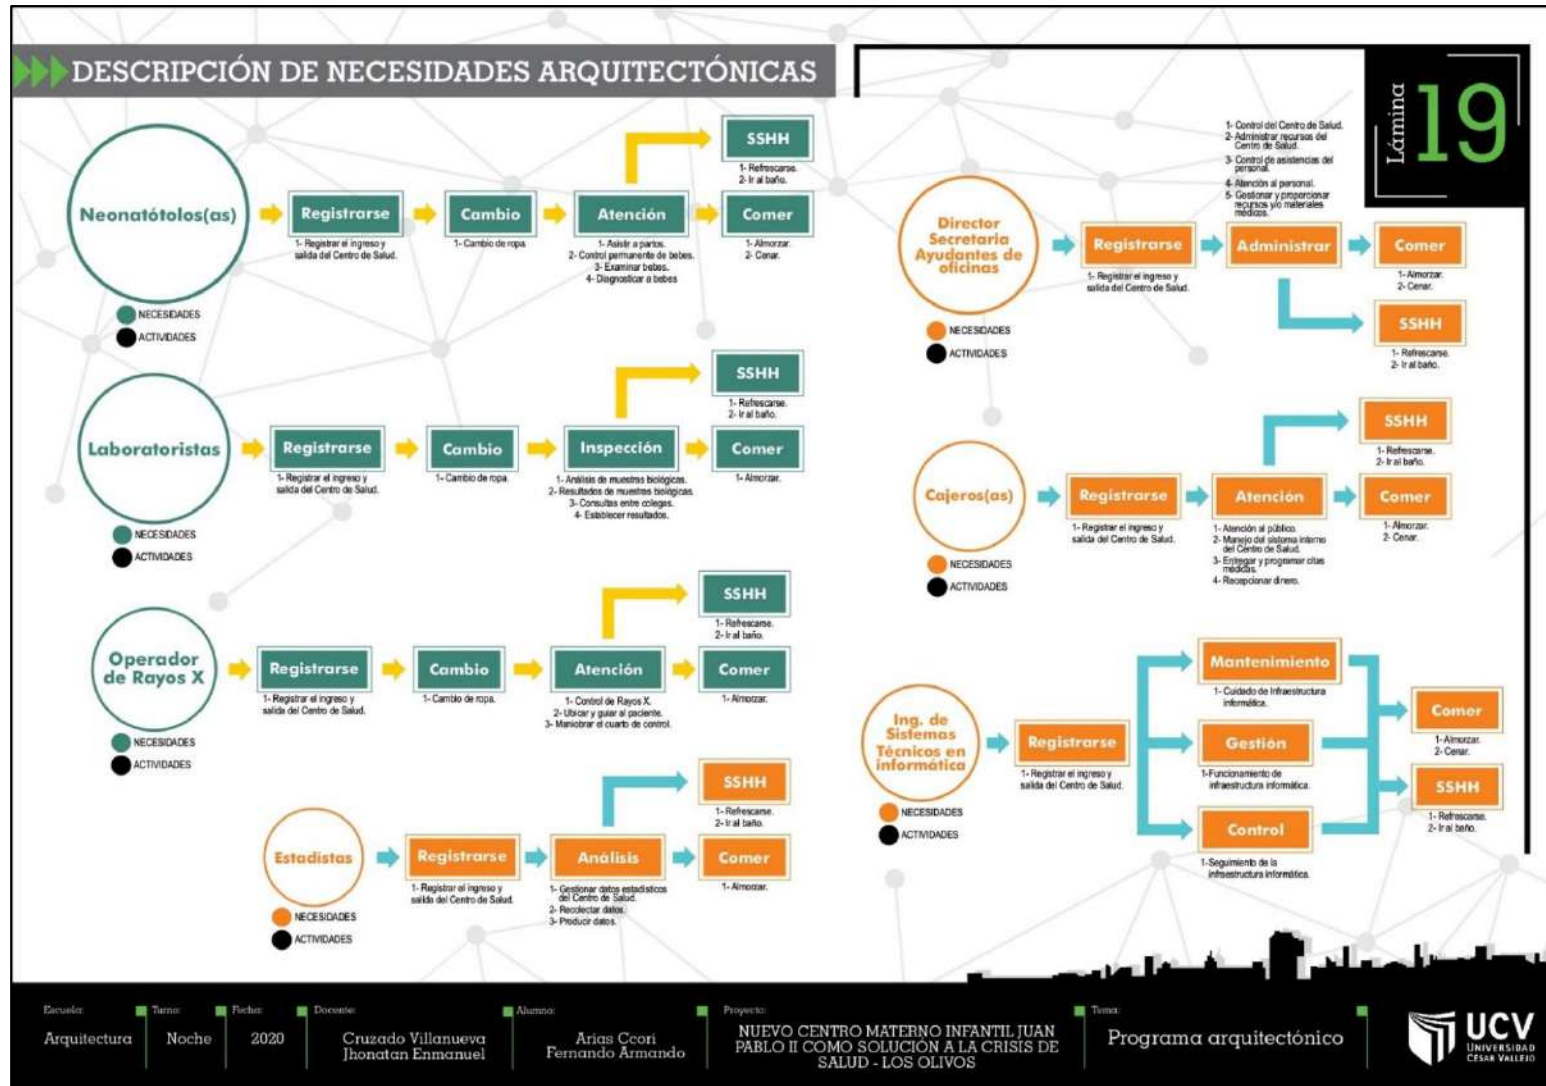 DESCRIPCIÓN DE NECESIDADES ARQUITECTÓNICAS
Lámina
19
Neonatótolos(as)
Registrarse
1- Registrar el ingreso y
salida del Centro de Salud.
Cambio
1- Cambio de ropa
Atención
1- Asistir a partos.
2- Control permanente de bebes.
3- Examinar bebes.
4- Diagnosticar a bebes
SSHH
1- Refrescarse.
2- Ir al baño.
Comer
1- Almorzar.
2- Cenar.
NECESIDADES
ACTIVIDADES
Laboratoristas
Registrarse
1- Registrar el ingreso y
salida del Centro de Salud.
Cambio
1- Cambio de ropa.
Inspección
1- Análisis de muestras biológicas.
2- Resultados de muestras biológicas.
3- Consultas entre colegas.
4- Establecer resultados.
SSHH
1- Refrescarse.
2- Ir al baño.
Comer
1- Almorzar.
NECESIDADES
ACTIVIDADES
Operador
de Rayos X
Registrarse
1- Registrar el ingreso y
salida del Centro de Salud.
Cambio
1- Cambio de ropa.
Atención
1- Control de Rayos X.
2- Ubicar y guiar al paciente.
3- Maniobrar el cuarto de control.
SSHH
1- Refrescarse.
2- Ir al baño.
Comer
1- Almorzar.
NECESIDADES
ACTIVIDADES
Estadistas
Registrarse
1- Registrar el ingreso y
salida del Centro de Salud.
Análisis
1- Gestionar datos estadísticos
del Centro de Salud.
2- Recolectar datos.
3- Producir datos.
SSHH
1- Refrescarse.
2- Ir al baño.
Comer
1- Almorzar.
NECESIDADES
ACTIVIDADES
Director
Secretaria
Ayudantes de
oficinas
Registrarse
1- Registrar el ingreso y
salida del Centro de Salud.
1- Control del Centro de Salud.
2- Administrar recursos del
Centro de Salud.
3- Control de asistencias del
personal.
4- Atención al personal.
5- Gestionar y proporcionar
recursos y/o materiales
médicos.
Administrar
Comer
1- Almorzar.
2- Cenar.
SSHH
1- Refrescarse.
2- Ir al baño.
NECESIDADES
ACTIVIDADES
Cajeros(as)
Registrarse
1- Registrar el ingreso y
salida del Centro de Salud.
Atención
1- Atención al público.
2- Manejo del sistema interno
del Centro de Salud.
3- Entregar y programar citas
médicas.
4- Recepcionar dinero.
SSHH
1- Refrescarse.
2- Ir al baño.
Comer
1- Almorzar.
2- Cenar.
NECESIDADES
ACTIVIDADES
Ing. de
Sistemas
Técnicos en
informática
Registrarse
1- Registrar el ingreso y
salida del Centro de Salud.
Mantenimiento
1- Cuidado de Infraestructura
informática.
Gestión
1-Funcionamiento de
infraestructura informática.
Control
1-Seguimiento de la
infraestructura informática.
Comer
1- Almorzar.
2- Cenar.
SSHH
1- Refrescarse.
2- Ir al baño.
NECESIDADES
ACTIVIDADES
Escuela:
Arquitectura
Turno:
Noche
Fecha:
2020
Docente:
Cruzado Villanueva
Jhonatan Enmanuel
Alumno:
Arias Ccori
Fernando Armando
Proyecto:
NUEVO CENTRO MATERNO INFANTIL JUAN
PABLO II COMO SOLUCIÓN A LA CRISIS DE
SALUD - LOS OLIVOS
Tema:
Programa arquitectónico
UCV
UNIVERSIDAD
CÉSAR VALLEJO